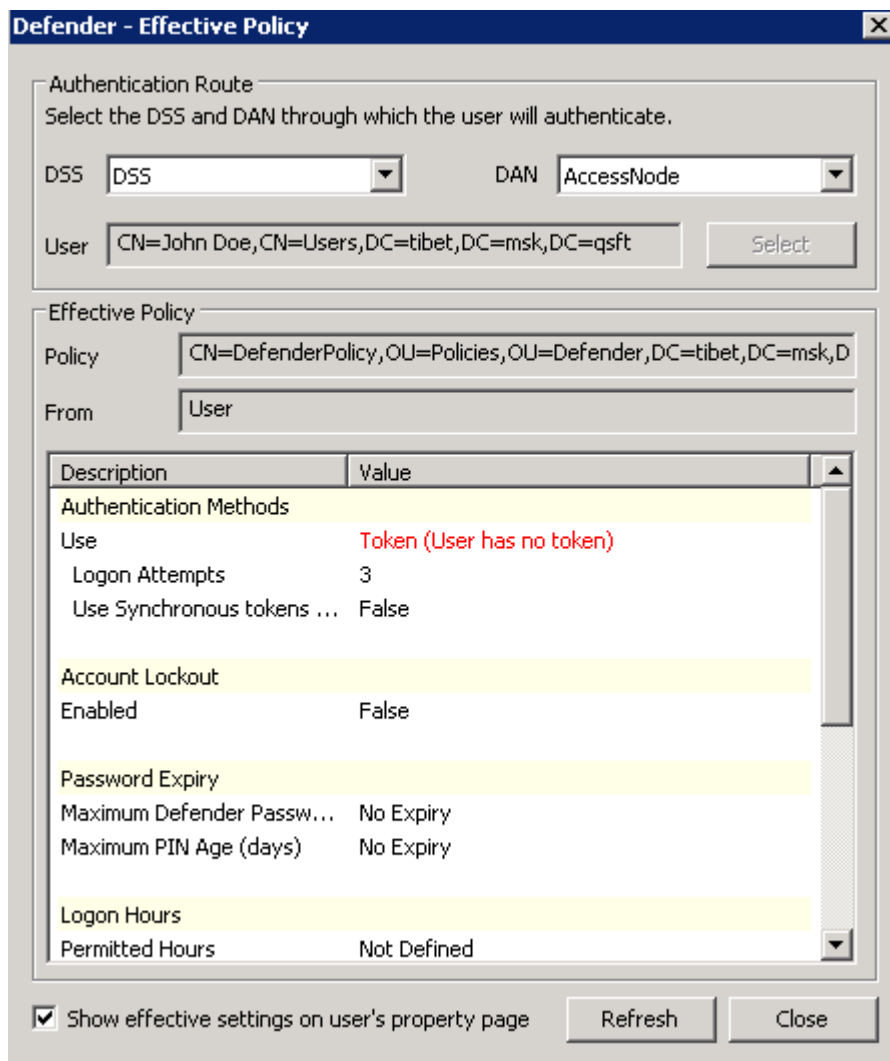 Defender - Effective Policy
Authentication Route
Select the DSS and DAN through which the user will authenticate.
DSS DSS DAN AccessNode
User CN=John Doe,CN=Users,DC=tibet,DC=msk,DC=qsft Select
Effective Policy
Policy CN=DefenderPolicy,OU=Policies,OU=Defender,DC=tibet,DC=msk,D
From User
Description Value
Authentication Methods
Use Token (User has no token)
Logon Attempts 3
Use Synchronous tokens ... False
Account Lockout
Enabled False
Password Expiry
Maximum Defender Passw... No Expiry
Maximum PIN Age (days) No Expiry
Logon Hours
Permitted Hours Not Defined
Show effective settings on user's property page Refresh Close